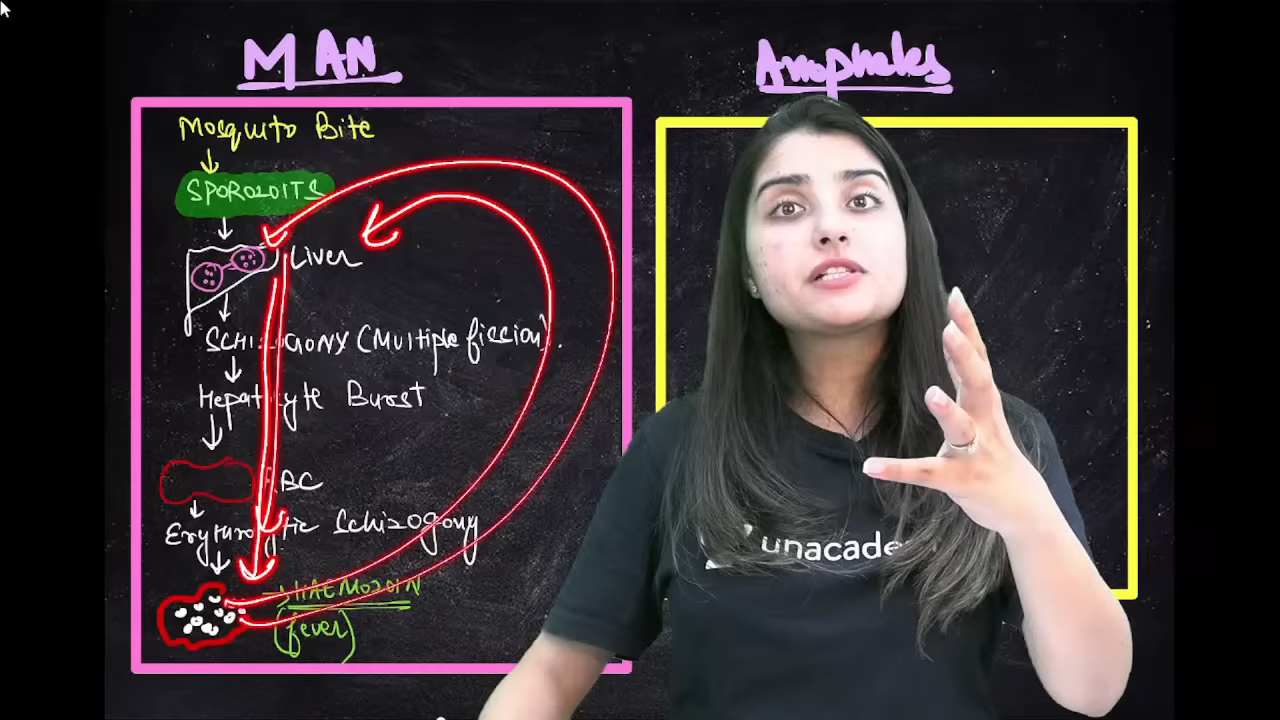 MAN
Anopheles
Mosquito Bite
SPOROZOITS
Liver
SCHIZOGONY (Multiple fission).
Hepatocyte Burst
RBC
Erythrocytic Schizogony
HAEMOZOIN
(fever)
unacade